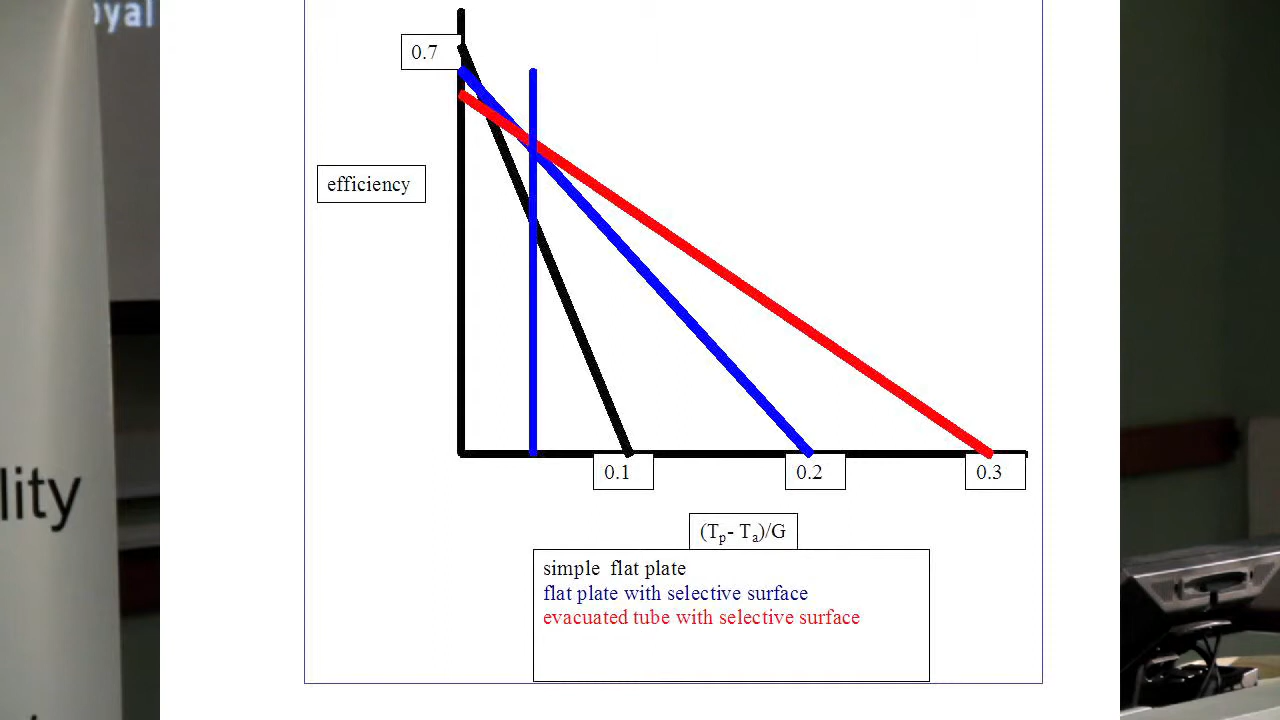 oyal
0.7
efficiency
lity
0.1
0.2
0.3
(Tp- Ta)/G
simple flat plate
flat plate with selective surface
evacuated tube with selective surface